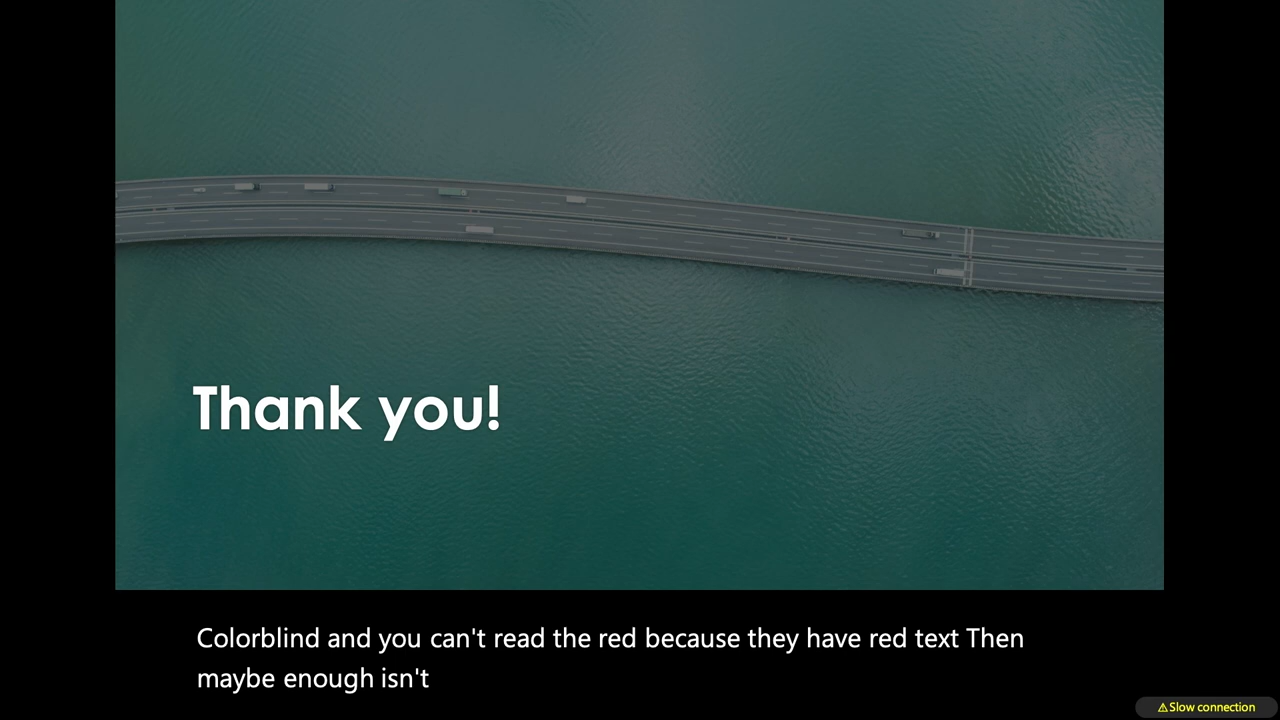 Thank you!
Colorblind and you can't read the red because they have red text Then
maybe enough isn't
⚠Slow connection